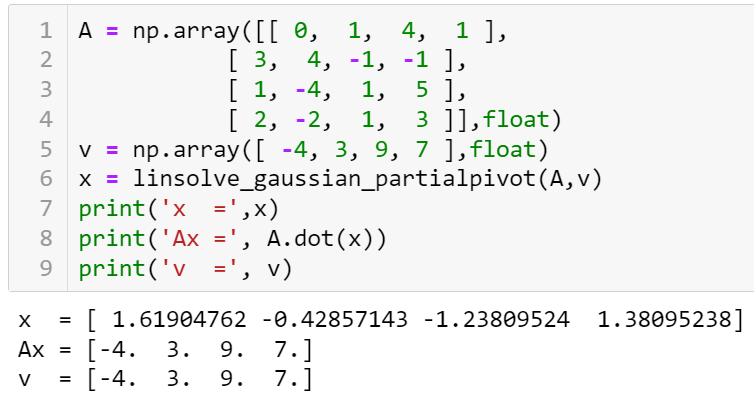 1 A = np.array([[ 0, 1, 4, 1 ],
2 [ 3, 4, -1, -1 ],
3 [ 1, -4, 1, 5 ],
4 [ 2, -2, 1, 3 ]],float)
5 v = np.array([ -4, 3, 9, 7 ],float)
6 x = linsolve_gaussian_partialpivot(A,v)
7 print('x  =',x)
8 print('Ax =', A.dot(x))
9 print('v  =', v)
x  = [ 1.61904762 -0.42857143 -1.23809524  1.38095238]
Ax = [-4.  3.  9.  7.]
v  = [-4.  3.  9.  7.]